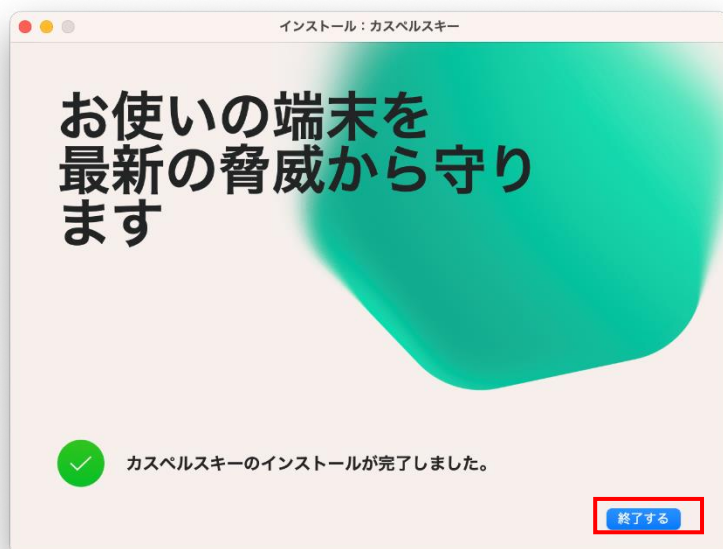 インストール：カスペルスキー
お使いの端末を
最新の脅威から守り
ます
カスペルスキーのインストールが完了しました。
終了する